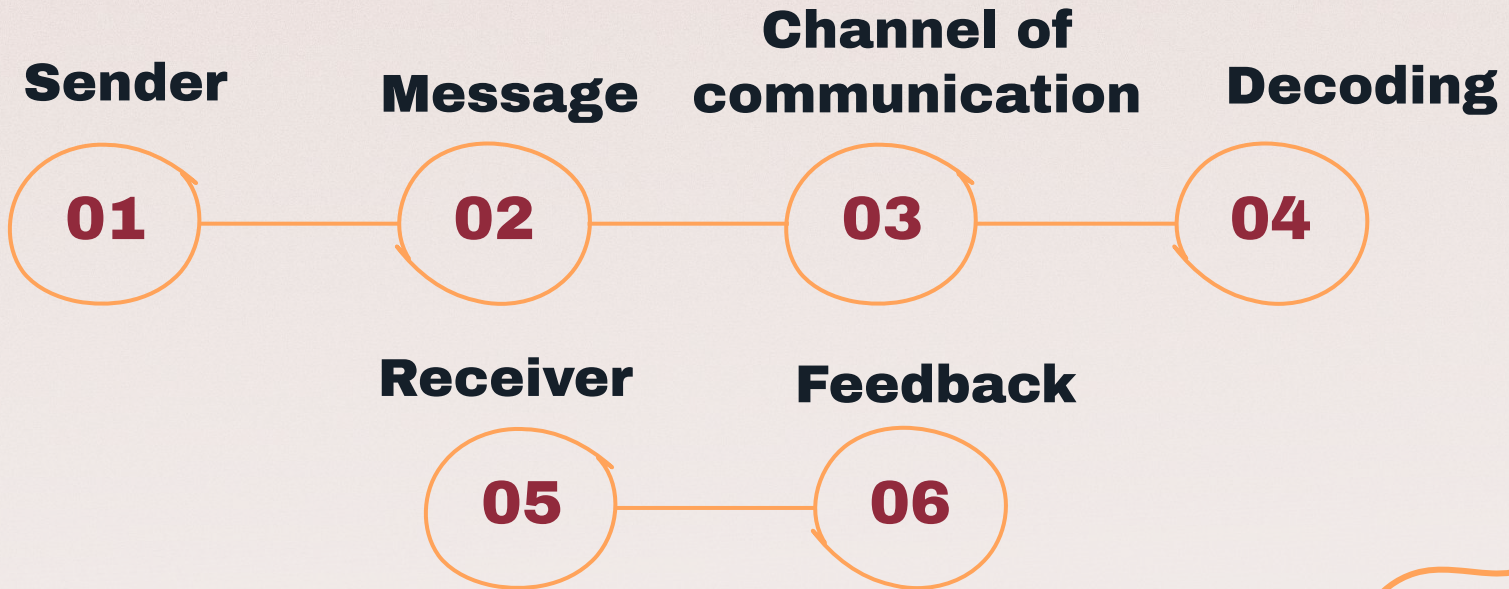 Sender
Message
Channel of
communication
Decoding
01
02
03
04
Receiver
Feedback
05
06